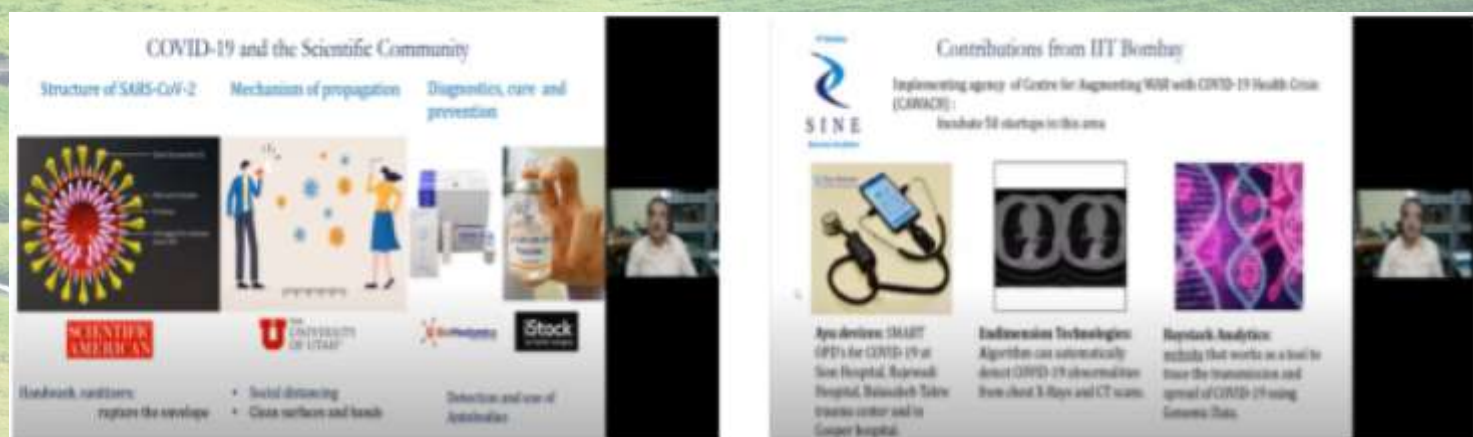 COVID-19 and the Scientific Community
Structure of SARS-CoV-2
Mechanism of propagation
Diagnostics, cure and
prevention
SCIENTIFIC
AMERICAN
THE
UNIVERSITY
OF UTAH
iStock
Handwash, sanitizers:
rupture the envelope
• Social distancing
• Clean surfaces and hands
Detection and use of
Antibodies
SINE
Contributions from IIT Bombay
Implementing agency of Centre for Augmenting WAR with COVID-19 Health Crisis
(CAWACH) :
Incubate 50 startups in this area
Ayu devices: SMART
OPD's for COVID-19 at
Sion Hospital, Rajawadi
Hospital, Balasaheb Takre
trauma center and in
Cooper hospital.
Endimension Technologies:
Algorithm can automatically
detect COVID-19 abnormalities
from chest X-Rays and CT scans.
Haystack Analytics:
that works as a tool to
trace the transmission and
spread of COVID-19 using
Genomic Data.